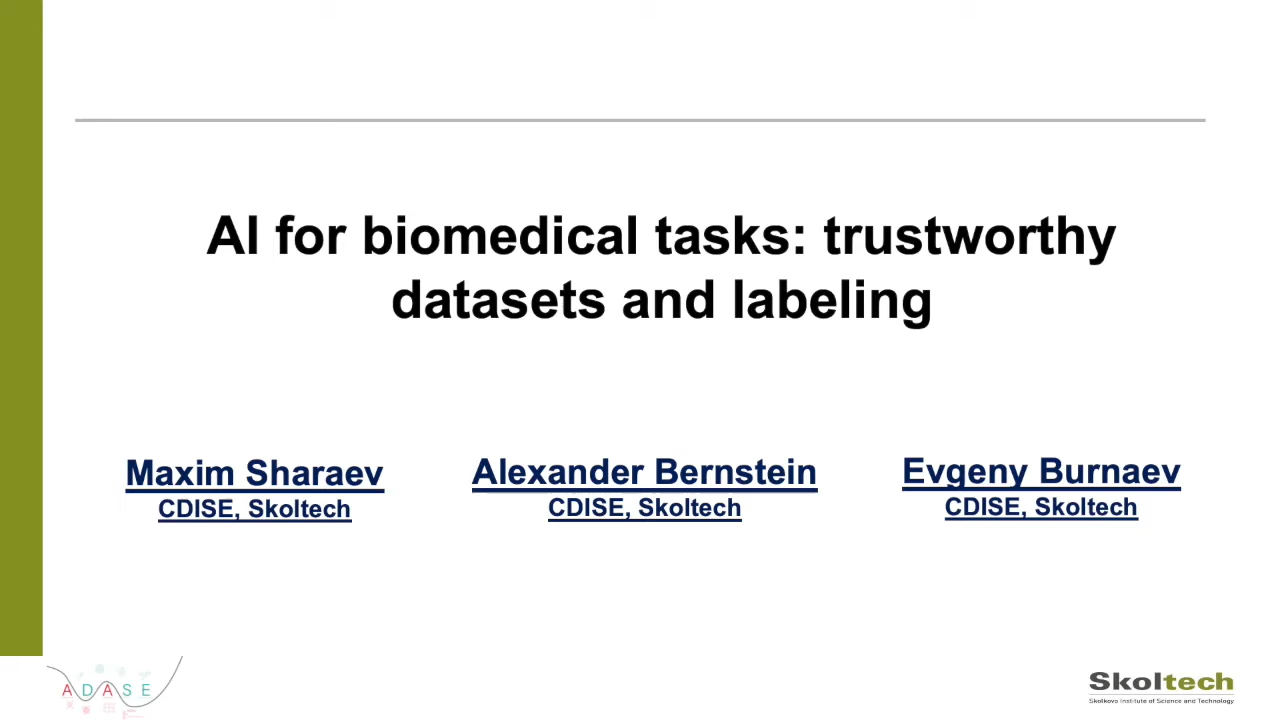 AI for biomedical tasks: trustworthy
datasets and labeling
Maxim Sharaev
CDISE, Skoltech
Alexander Bernstein
CDISE, Skoltech
Evgeny Burnaev
CDISE, Skoltech
ADASE
Skoltech
Skolkovo Institute of Science and Technology